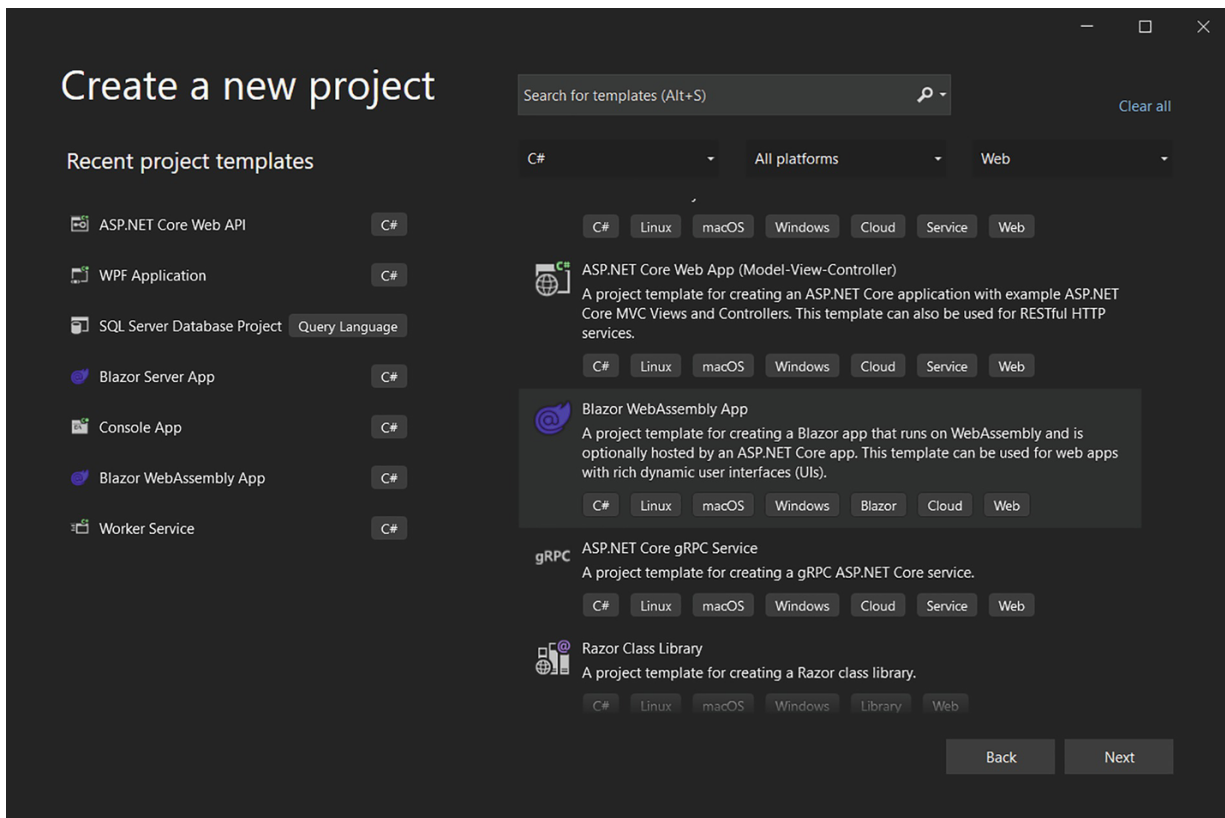 Create a new project
Search for templates (Alt+S)
Clear all
Recent project templates
C#
All platforms
Web
ASP.NET Core Web API C#
WPF Application C#
SQL Server Database Project Query Language
Blazor Server App C#
Console App C#
Blazor WebAssembly App C#
Worker Service C#
C# Linux macOS Windows Cloud Service Web
ASP.NET Core Web App (Model-View-Controller)
A project template for creating an ASP.NET Core application with example ASP.NET
Core MVC Views and Controllers. This template can also be used for RESTful HTTP
services.
C# Linux macOS Windows Cloud Service Web
Blazor WebAssembly App
A project template for creating a Blazor app that runs on WebAssembly and is
optionally hosted by an ASP.NET Core app. This template can be used for web apps
with rich dynamic user interfaces (UIs).
C# Linux macOS Windows Blazor Cloud Web
gRPC
ASP.NET Core gRPC Service
A project template for creating a gRPC ASP.NET Core service.
C# Linux macOS Windows Cloud Service Web
Razor Class Library
A project template for creating a Razor class library.
C# Linux macOS Windows Library Web
Back
Next